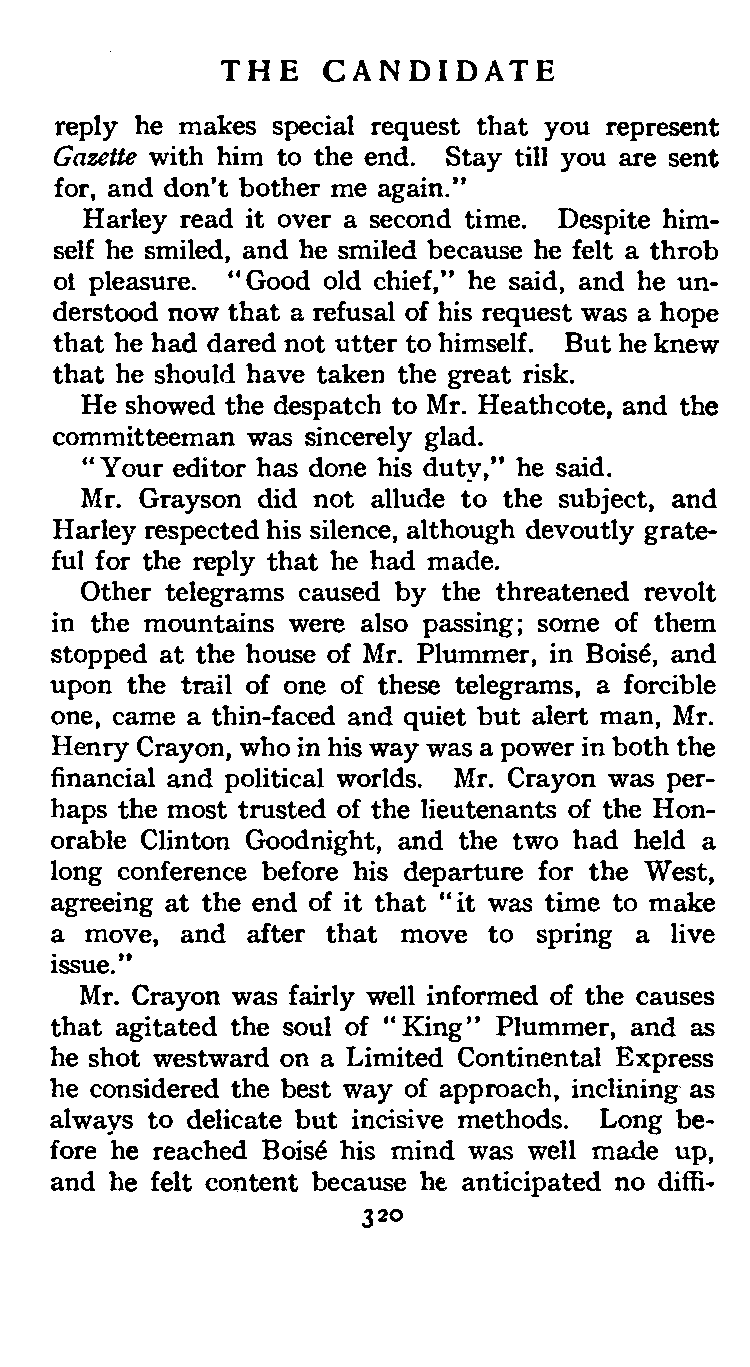 THE CANDIDATE
reply he makes special request that you represent
Gazette with him to the end. Stay till you are sent
for, and don't bother me again."
Harley read it over a second time. Despite him-
self he smiled, and he smiled because he felt a throb
of pleasure. "Good old chief," he said, and he un-
derstood now that a refusal of his request was a hope
that he had dared not utter to himself. But he knew
that he should have taken the great risk.
He showed the despatch to Mr. Heathcote, and the
committeeman was sincerely glad.
"Your editor has done his duty," he said.
Mr. Grayson did not allude to the subject, and
Harley respected his silence, although devoutly grate-
ful for the reply that he had made.
Other telegrams caused by the threatened revolt
in the mountains were also passing; some of them
stopped at the house of Mr. Plummer, in Boisé, and
upon the trail of one of these telegrams, a forcible
one, came a thin-faced and quiet but alert man, Mr.
Henry Crayon, who in his way was a power in both the
financial and political worlds. Mr. Crayon was per-
haps the most trusted of the lieutenants of the Hon-
orable Clinton Goodnight, and the two had held a
long conference before his departure for the West,
agreeing at the end of it that "it was time to make
a move, and after that move to spring a live
issue."
Mr. Crayon was fairly well informed of the causes
that agitated the soul of "King" Plummer, and as
he shot westward on a Limited Continental Express
he considered the best way of approach, inclining as
always to delicate but incisive methods. Long be-
fore he reached Boisé his mind was well made up,
and he felt content because he anticipated no diffi-
320